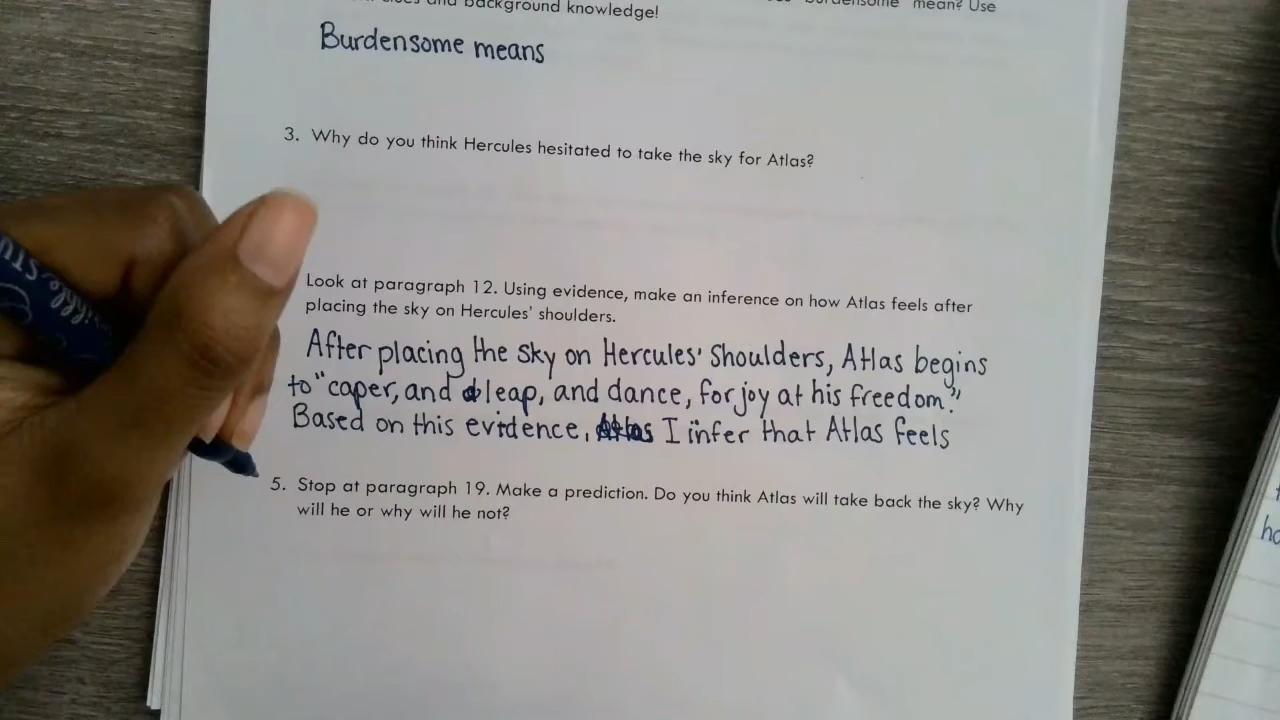 burdensome" mean? Use
and background knowledge!
Burdensome means
3. Why do you think Hercules hesitated to take the sky for Atlas?
Look at paragraph 12. Using evidence, make an inference on how Atlas feels after
placing the sky on Hercules' shoulders.
After placing the sky on Hercules' shoulders, Atlas begins
to "caper, and leap, and dance, for joy at his freedom."
Based on this evidence, Atlas I infer that Atlas feels
5. Stop at paragraph 19. Make a prediction. Do you think Atlas will take back the sky? Why
will he or why will he not?